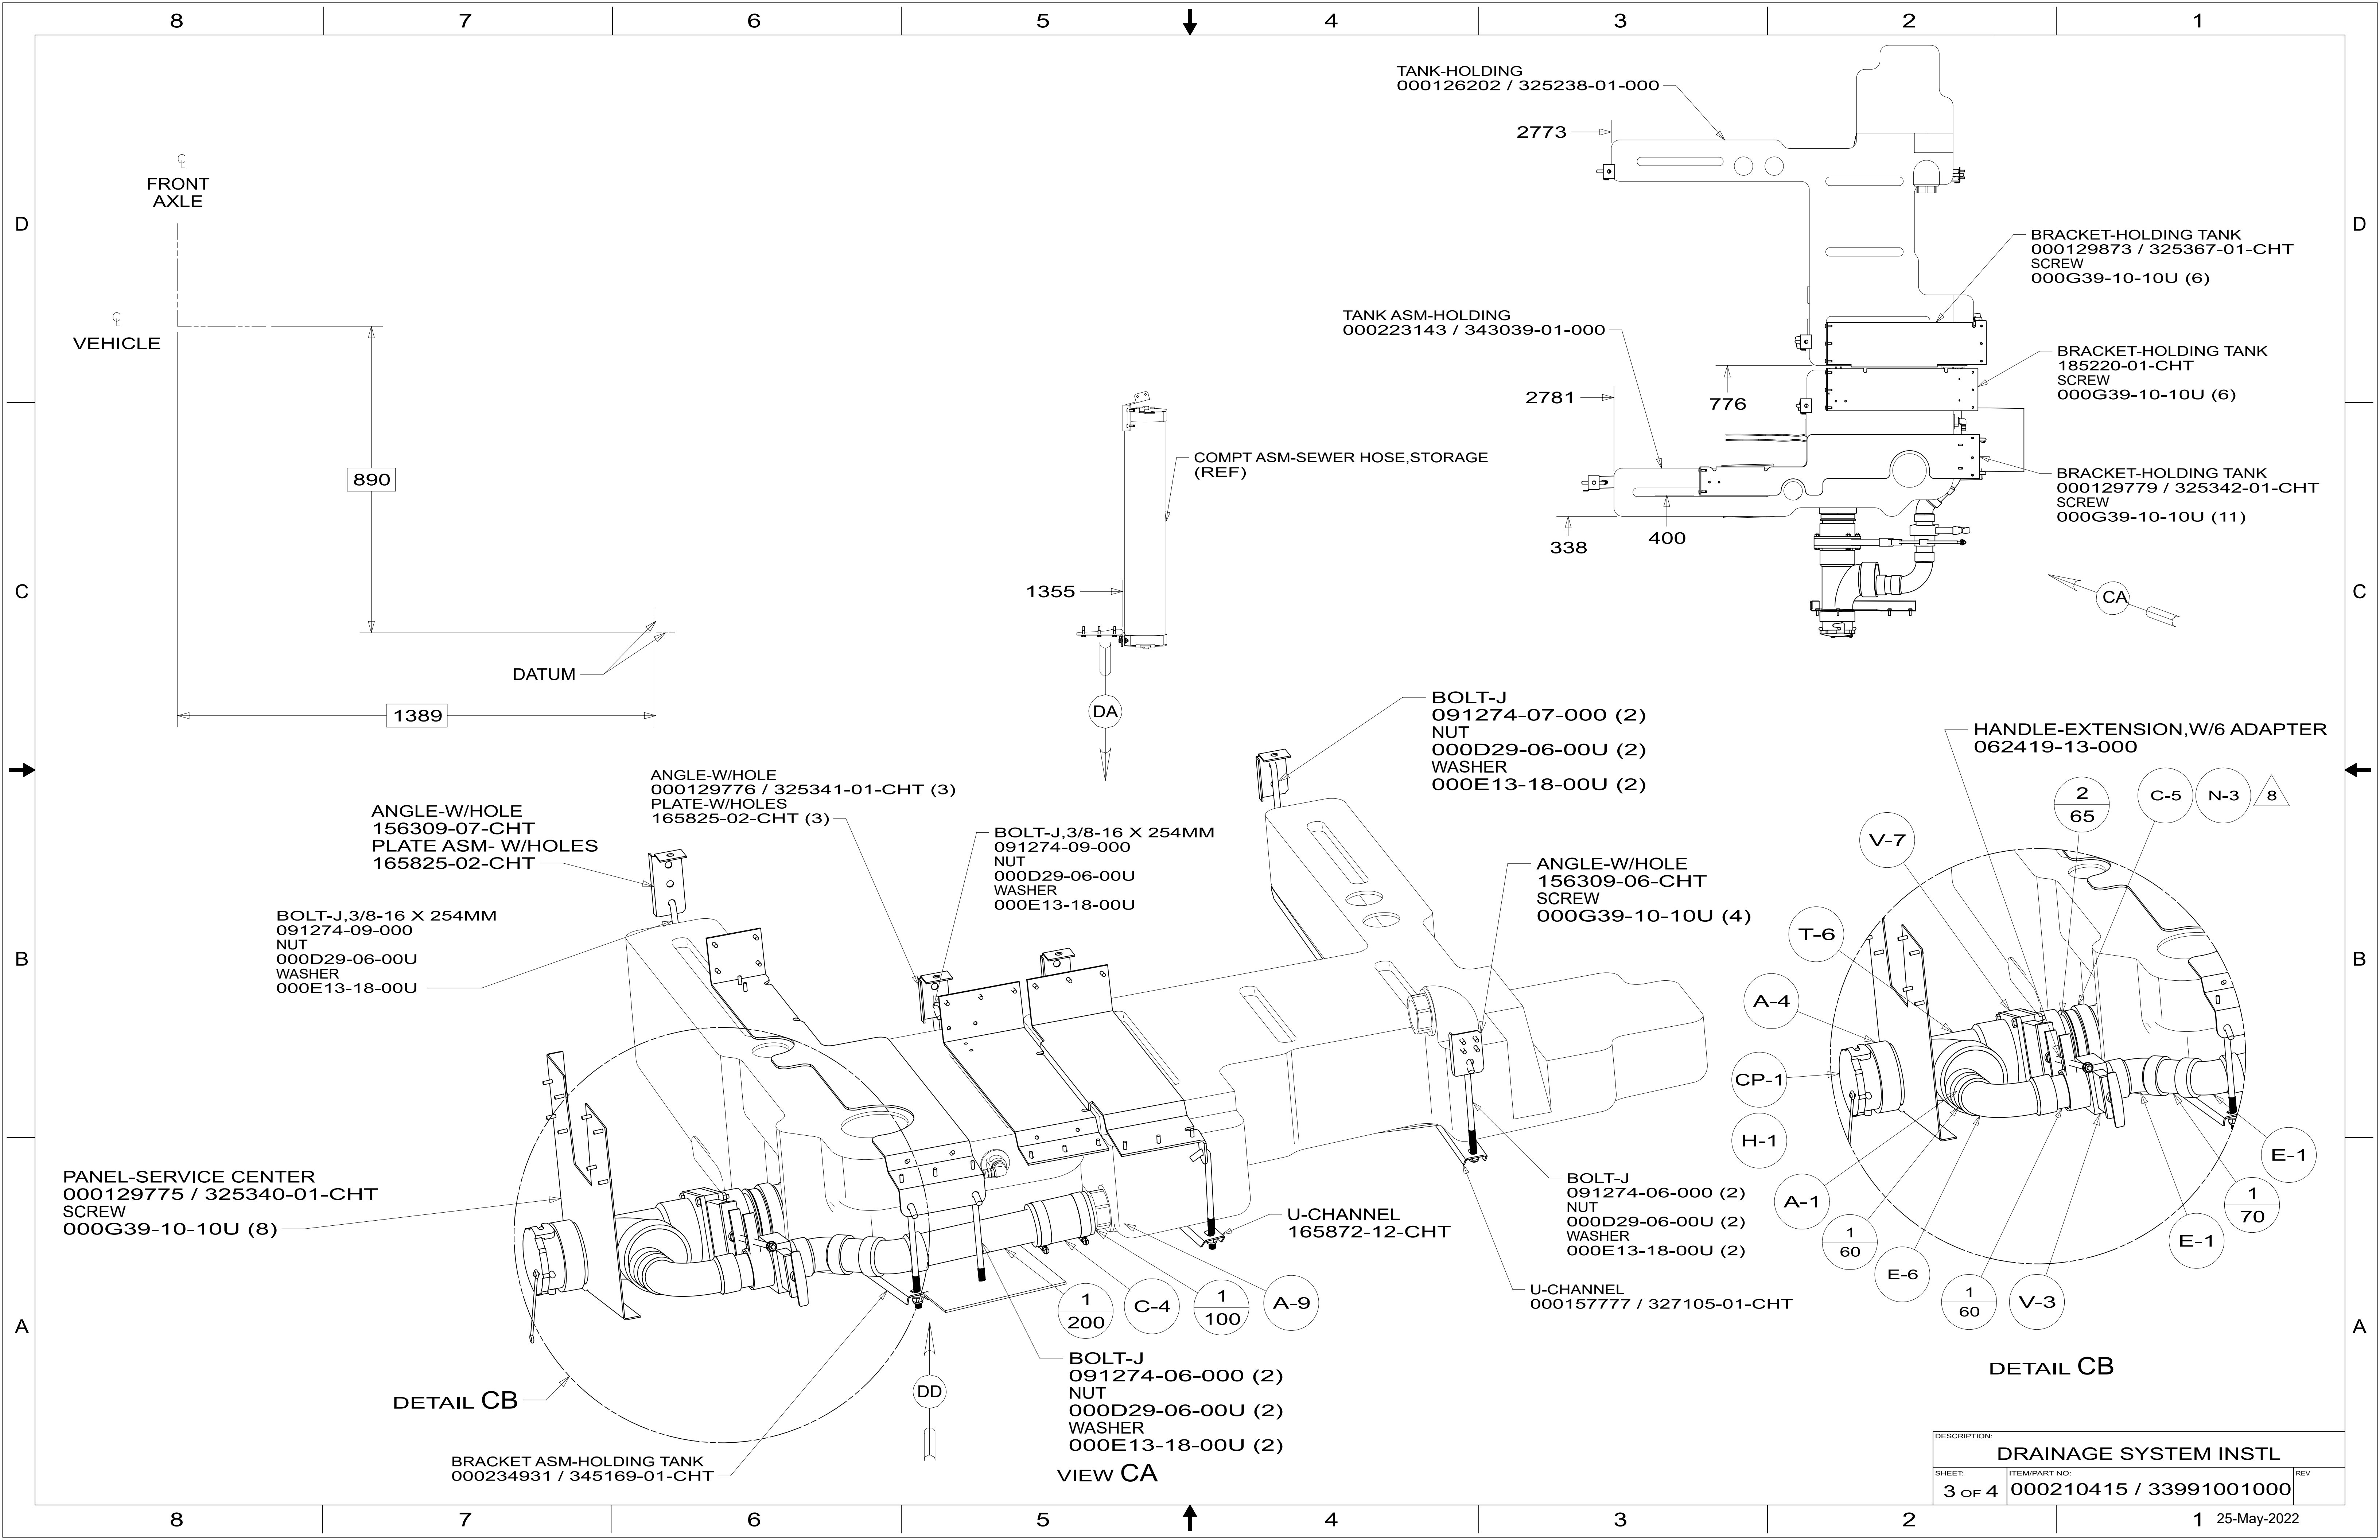 8 7 6 5 4 3 2 1
D
C
B
A
D
C
B
A
℄
FRONT
AXLE
℄
VEHICLE
890
1389
DATUM
1355
COMPT ASM-SEWER HOSE,STORAGE
(REF)
DA
TANK-HOLDING
000126202 / 325238-01-000
2773
BRACKET-HOLDING TANK
000129873 / 325367-01-CHT
SCREW
000G39-10-10U (6)
TANK ASM-HOLDING
000223143 / 343039-01-000
BRACKET-HOLDING TANK
185220-01-CHT
SCREW
000G39-10-10U (6)
2781
776
BRACKET-HOLDING TANK
000129779 / 325342-01-CHT
SCREW
000G39-10-10U (11)
338
400
CA
BOLT-J
091274-07-000 (2)
NUT
000D29-06-00U (2)
WASHER
000E13-18-00U (2)
ANGLE-W/HOLE
000129776 / 325341-01-CHT (3)
PLATE-W/HOLES
165825-02-CHT (3)
ANGLE-W/HOLE
156309-07-CHT
PLATE ASM- W/HOLES
165825-02-CHT
BOLT-J,3/8-16 X 254MM
091274-09-000
NUT
000D29-06-00U
WASHER
000E13-18-00U
BOLT-J,3/8-16 X 254MM
091274-09-000
NUT
000D29-06-00U
WASHER
000E13-18-00U
ANGLE-W/HOLE
156309-06-CHT
SCREW
000G39-10-10U (4)
PANEL-SERVICE CENTER
000129775 / 325340-01-CHT
SCREW
000G39-10-10U (8)
U-CHANNEL
165872-12-CHT
BOLT-J
091274-06-000 (2)
NUT
000D29-06-00U (2)
WASHER
000E13-18-00U (2)
U-CHANNEL
000157777 / 327105-01-CHT
1
200
C-4
1
100
A-9
BOLT-J
091274-06-000 (2)
NUT
000D29-06-00U (2)
WASHER
000E13-18-00U (2)
DD
DETAIL CB
BRACKET ASM-HOLDING TANK
000234931 / 345169-01-CHT
VIEW CA
HANDLE-EXTENSION,W/6 ADAPTER
062419-13-000
2
65
C-5
N-3
8
V-7
T-6
A-4
CP-1
H-1
A-1
1
60
E-6
1
60
V-3
E-1
1
70
E-1
DETAIL CB
DESCRIPTION:
DRAINAGE SYSTEM INSTL
SHEET:
3 OF 4
ITEM/PART NO:
000210415 / 33991001000
REV
8 7 6 5 4 3 2 1
25-May-2022